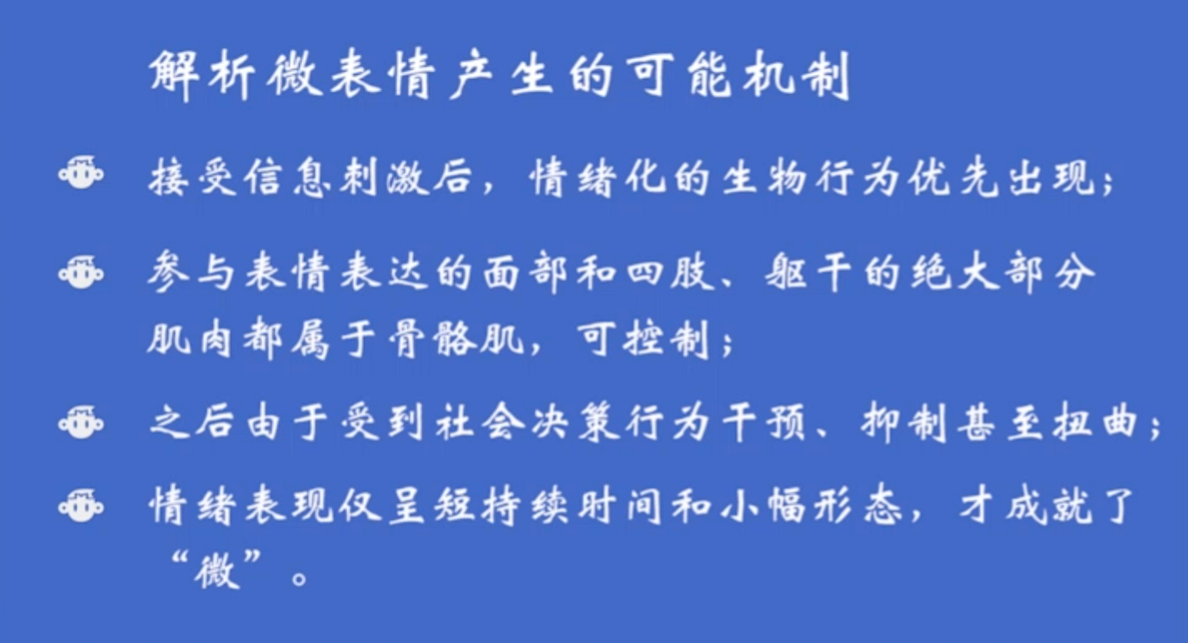 解析微表情产生的可能机制
接受信息刺激后，情绪化的生物行为优先出现；
参与表情表达的面部和四肢、躯干的绝大部分
肌肉都属于骨骼肌，可控制；
之后由于受到社会决策行为干预、抑制甚至扭曲；
情绪表现仅呈短持续时间和小幅形态，才成就了
“微”。